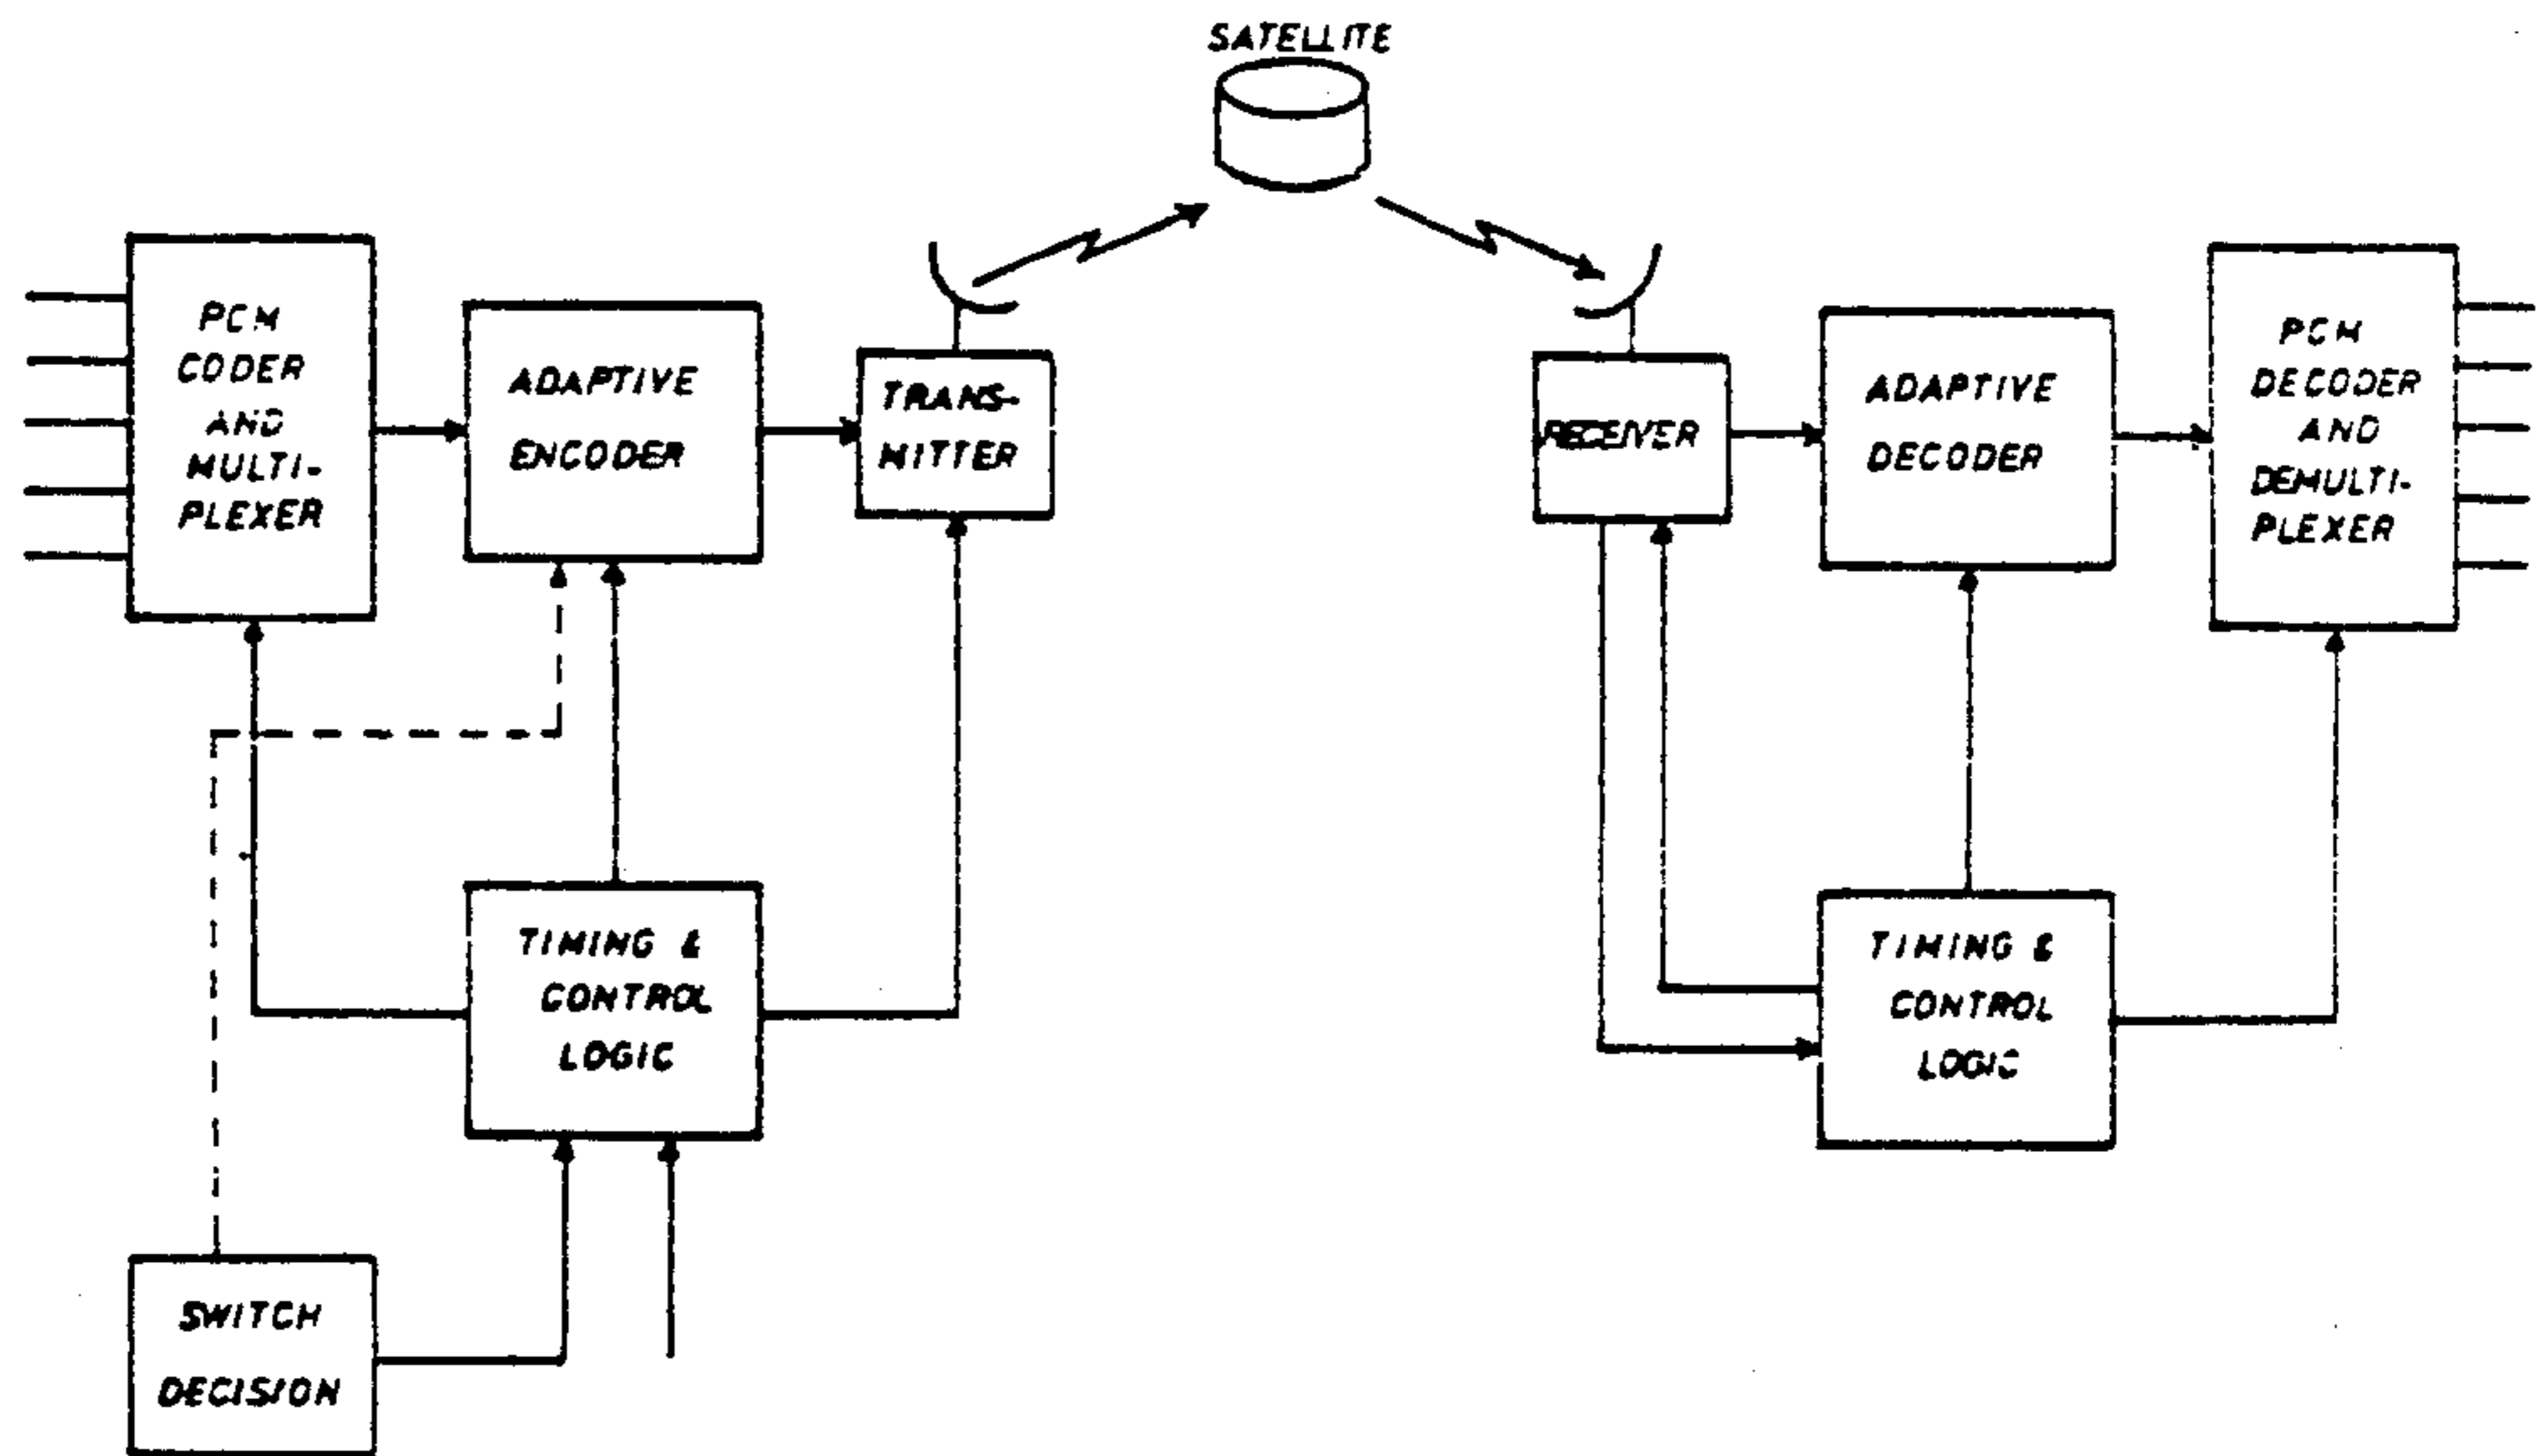 SATELLITE
PCM
CODER
AND
MULTI-
PLEXER
ADAPTIVE
ENCODER
TRANS-
MITTER
RECEIVER
ADAPTIVE
DECODER
PCM
DECODER
AND
DEMULTI-
PLEXER
TIMING &
CONTROL
LOGIC
TIMING &
CONTROL
LOGIC
SWITCH
DECISION